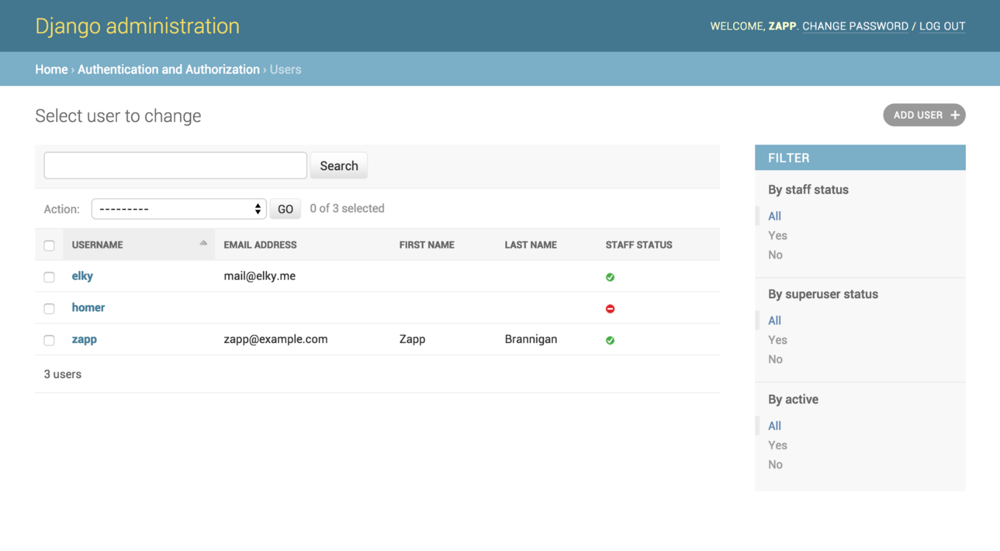 Django administration
WELCOME, ZAPP. CHANGE PASSWORD / LOG OUT
Home › Authentication and Authorization › Users
Select user to change
ADD USER +
Search
FILTER
Action: --------- GO 0 of 3 selected
USERNAME EMAIL ADDRESS FIRST NAME LAST NAME STAFF STATUS
elky mail@elky.me
homer
zapp zapp@example.com Zapp Brannigan
3 users
By staff status
All
Yes
No
By superuser status
All
Yes
No
By active
All
Yes
No